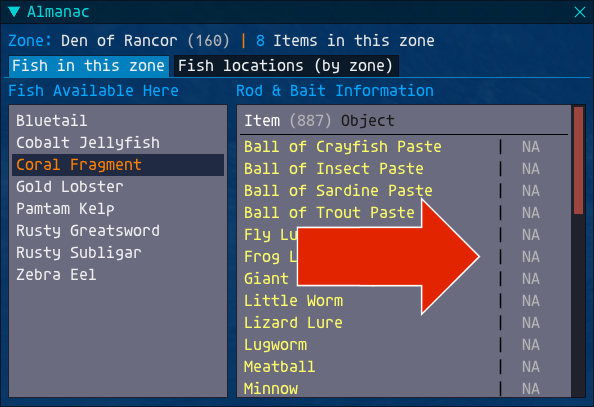 Almanac
Zone: Den of Rancor (160) | 8 Items in this zone
Fish in this zone Fish locations (by zone)
Fish Available Here
Bluetail
Cobalt Jellyfish
Coral Fragment
Gold Lobster
Pamtam Kelp
Rusty Greatsword
Rusty Subligar
Zebra Eel
Rod & Bait Information
Item (887) Object
Ball of Crayfish Paste | NA
Ball of Insect Paste | NA
Ball of Sardine Paste | NA
Ball of Trout Paste | NA
Fly | NA
Frog | NA
Giant | NA
Little Worm | NA
Lizard Lure | NA
Lugworm | NA
Meatball | NA
Minnow | NA